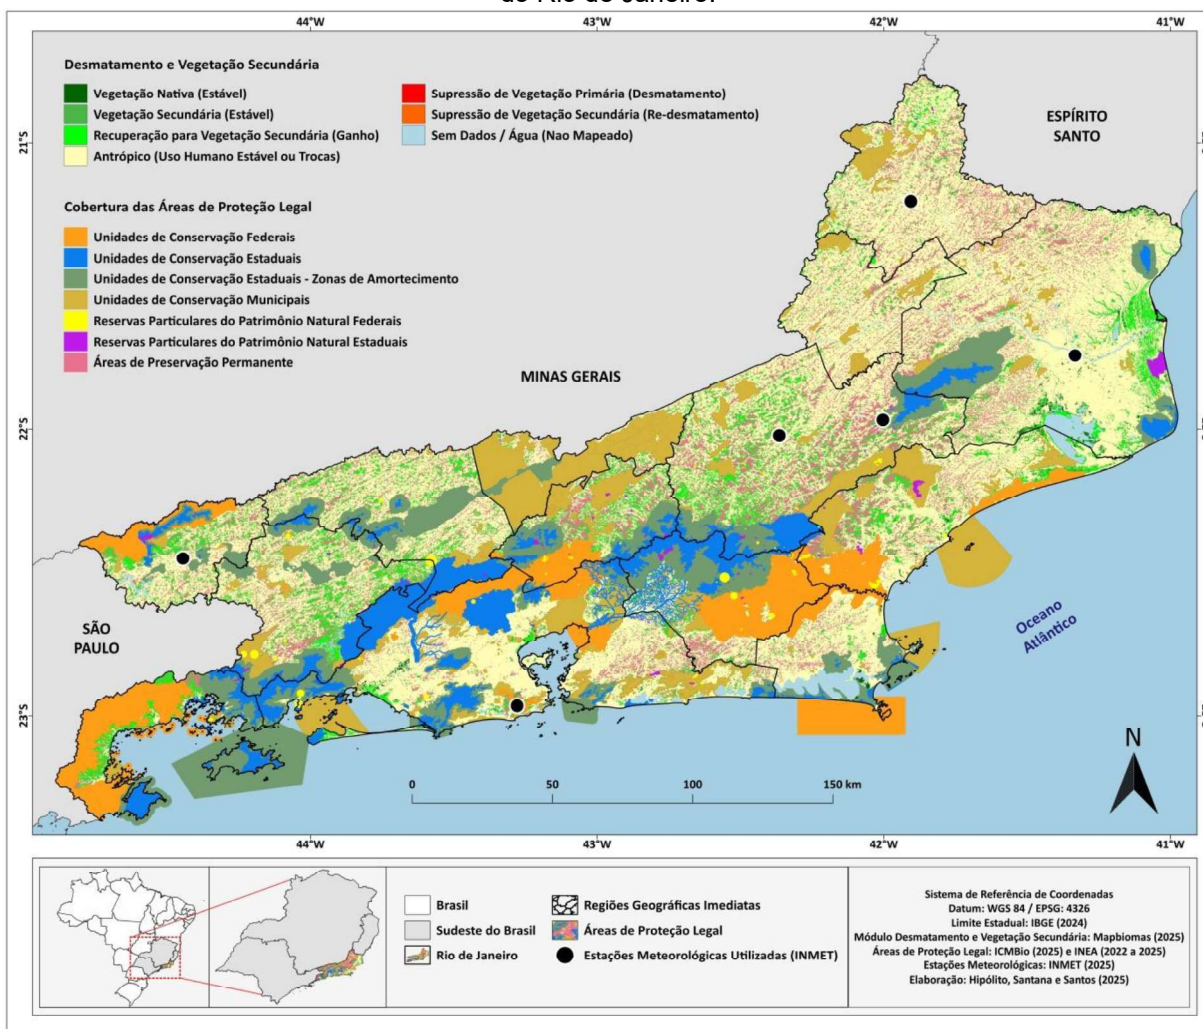 do Rio de Janeiro.
44°W
43°W
42°W
41°W
Desmatamento e Vegetação Secundária
Vegetação Nativa (Estável)
Vegetação Secundária (Estável)
Recuperação para Vegetação Secundária (Ganho)
Antrópico (Uso Humano Estável ou Trocas)
Supressão de Vegetação Primária (Desmatamento)
Supressão de Vegetação Secundária (Re-desmatamento)
Sem Dados / Água (Nao Mapeado)
ESPÍRITO
SANTO
21°S
Cobertura das Áreas de Proteção Legal
Unidades de Conservação Federais
Unidades de Conservação Estaduais
Unidades de Conservação Estaduais - Zonas de Amortecimento
Unidades de Conservação Municipais
Reservas Particulares do Patrimônio Natural Federais
Reservas Particulares do Patrimônio Natural Estaduais
Áreas de Preservação Permanente
MINAS GERAIS
22°S
SÃO
PAULO
Oceano
Atlântico
23°S
N
0
50
100
150 km
44°W
43°W
42°W
41°W
Brasil
Sudeste do Brasil
Rio de Janeiro
Regiões Geográficas Imediatas
Áreas de Proteção Legal
Estações Meteorológicas Utilizadas (INMET)
Sistema de Referência de Coordenadas
Datum: WGS 84 / EPSG: 4326
Limite Estadual: IBGE (2024)
Módulo Desmatamento e Vegetação Secundária: Mapbiomas (2025)
Áreas de Proteção Legal: ICMBio (2025) e INEA (2022 a 2025)
Estações Meteorológicas: INMET (2025)
Elaboração: Hipólito, Santana e Santos (2025)